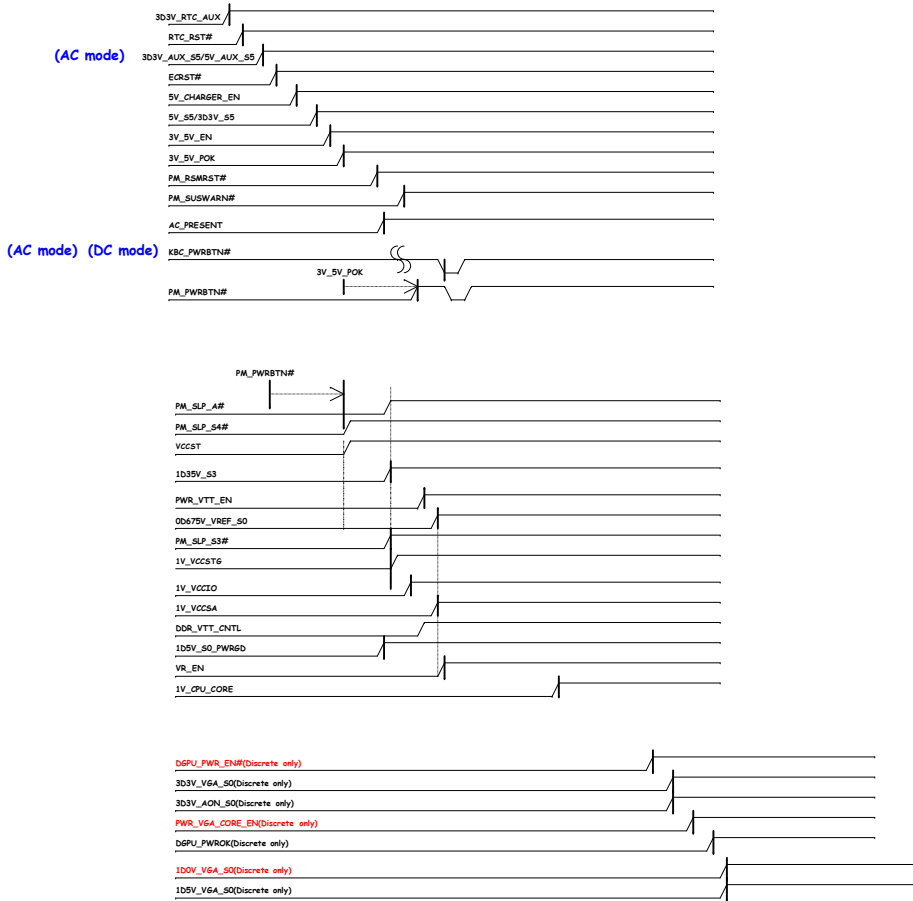 3D3V_RTC_AUX
RTC_RST#
(AC mode)
3D3V_AUX_S5/5V_AUX_S5
ECRST#
5V_CHARGER_EN
5V_S5/3D3V_S5
3V_5V_EN
3V_5V_POK
PM_RSMRST#
PM_SUSWARN#
AC_PRESENT
(AC mode) (DC mode)
KBC_PWRBTN#
3V_5V_POK
PM_PWRBTN#
PM_PWRBTN#
PM_SLP_A#
PM_SLP_S4#
VCCST
1D35V_S3
PWR_VTT_EN
0D675V_VREF_S0
PM_SLP_S3#
1V_VCCSTG
1V_VCCIO
1V_VCCSA
DDR_VTT_CNTL
1D5V_S0_PWRGD
VR_EN
1V_CPU_CORE
DGPU_PWR_EN#(Discrete only)
3D3V_VGA_S0(Discrete only)
3D3V_AON_S0(Discrete only)
PWR_VGA_CORE_EN(Discrete only)
DGPU_PWROK(Discrete only)
1D0V_VGA_S0(Discrete only)
1D5V_VGA_S0(Discrete only)